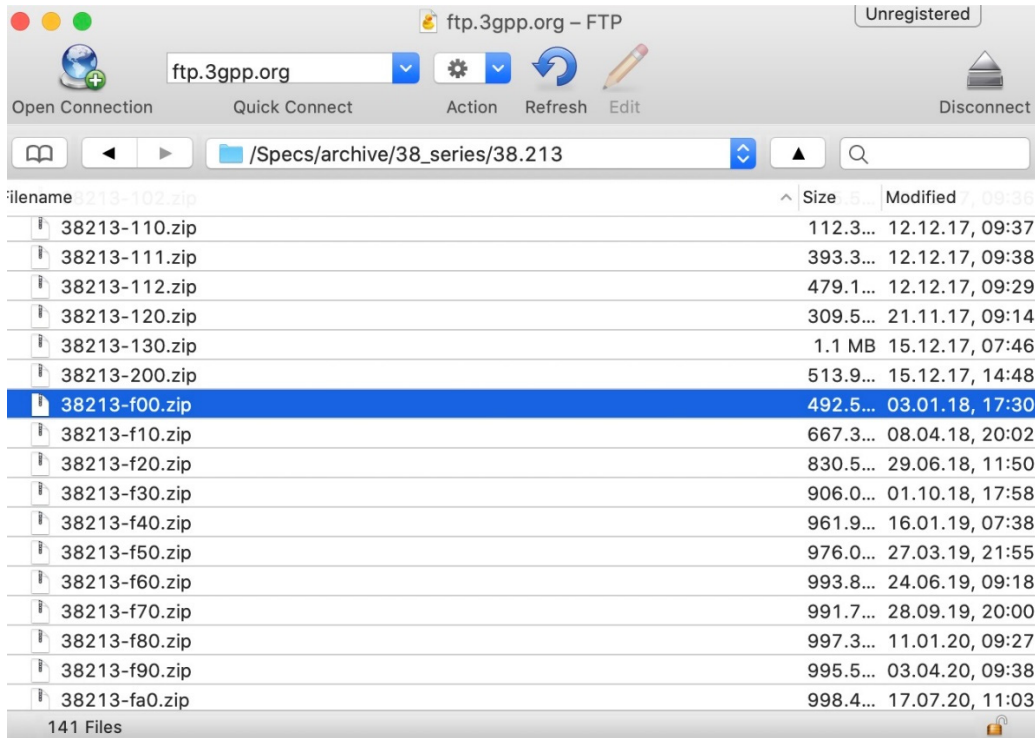 ftp.3gpp.org – FTP Unregistered
ftp.3gpp.org
Open Connection Quick Connect Action Refresh Edit Disconnect
/Specs/archive/38_series/38.213
Filename Size Modified
38213-110.zip 112.3... 12.12.17, 09:37
38213-111.zip 393.3... 12.12.17, 09:38
38213-112.zip 479.1... 12.12.17, 09:29
38213-120.zip 309.5... 21.11.17, 09:14
38213-130.zip 1.1 MB 15.12.17, 07:46
38213-200.zip 513.9... 15.12.17, 14:48
38213-f00.zip 492.5... 03.01.18, 17:30
38213-f10.zip 667.3... 08.04.18, 20:02
38213-f20.zip 830.5... 29.06.18, 11:50
38213-f30.zip 906.0... 01.10.18, 17:58
38213-f40.zip 961.9... 16.01.19, 07:38
38213-f50.zip 976.0... 27.03.19, 21:55
38213-f60.zip 993.8... 24.06.19, 09:18
38213-f70.zip 991.7... 28.09.19, 20:00
38213-f80.zip 997.3... 11.01.20, 09:27
38213-f90.zip 995.5... 03.04.20, 09:38
38213-fa0.zip 998.4... 17.07.20, 11:03
141 Files